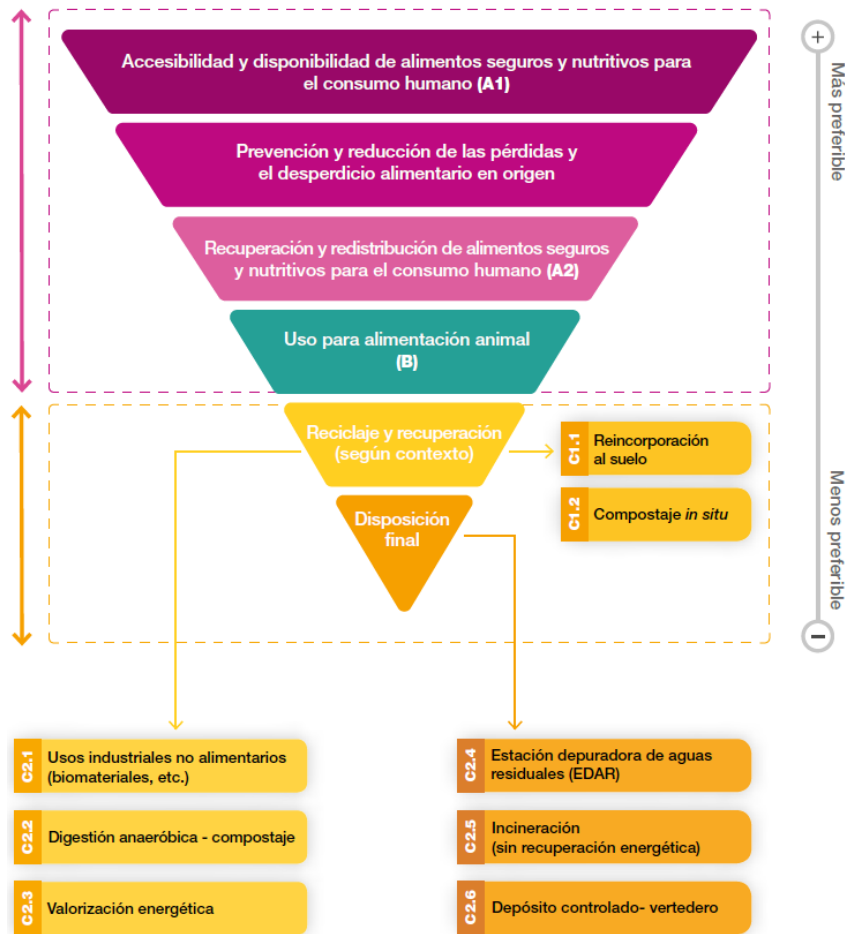 Accesibilidad y disponibilidad de alimentos seguros y nutritivos para
el consumo humano (A1)
Prevención y reducción de las pérdidas y
el desperdicio alimentario en origen
Recuperación y redistribución de alimentos seguros
y nutritivos para el consumo humano (A2)
Uso para alimentación animal
(B)
Reciclaje y recuperación
(según contexto)
C1.1
Reincorporación
al suelo
C1.2
Compostaje in situ
Disposición
final
+
Más preferible
Menos preferible
−
C2.1
Usos industriales no alimentarios
(biomateriales, etc.)
C2.2
Digestión anaeróbica - compostaje
C2.3
Valorización energética
C2.4
Estación depuradora de aguas
residuales (EDAR)
C2.5
Incineración
(sin recuperación energética)
C2.6
Depósito controlado- vertedero